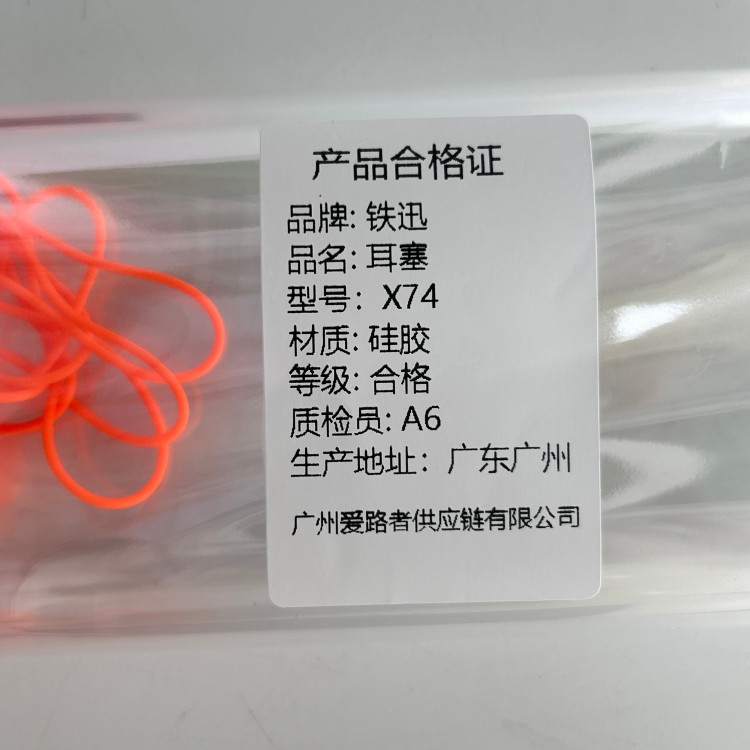 产品合格证
品牌: 铁迅
品名: 耳塞
型号: X74
材质: 硅胶
等级: 合格
质检员: A6
生产地址: 广东广州
广州爱路者供应链有限公司